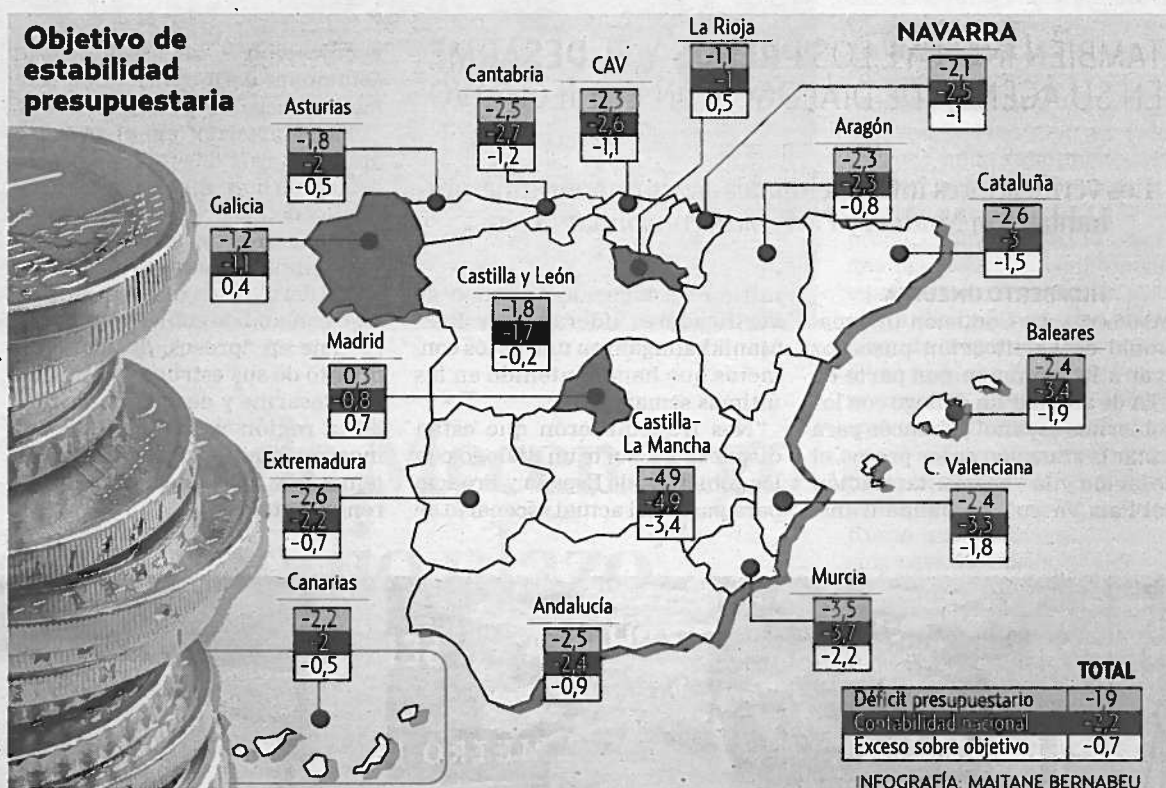 Objetivo de
estabilidad
presupuestaria
Asturias
-1,8
-2
-0,5
Cantabria
-2,5
-2,7
-1,2
CAV
-2,3
-2,6
-1,1
La Rioja
-1,1
-1
0,5
NAVARRA
-2,1
-2,5
-1
Aragón
-2,3
-2,3
-0,8
Cataluña
-2,6
-3
-1,5
Galicia
-1,2
-1,1
0,4
Castilla y León
-1,8
-1,7
-0,2
Madrid
0,3
-0,8
0,7
Baleares
-2,4
-3,4
-1,9
Extremadura
-2,6
-2,2
-0,7
Castilla-
La Mancha
-4,9
-4,9
-3,4
C. Valenciana
-2,4
-3,3
-1,8
Canarias
-2,2
2
-0,5
Andalucía
-2,5
-2,4
-0,9
Murcia
-3,5
-3,7
-2,2
TOTAL
Déficit presupuestario -1,9
Contabilidad nacional -2,2
Exceso sobre objetivo -0,7
INFOGRAFÍA: MAITANE BERNABEU